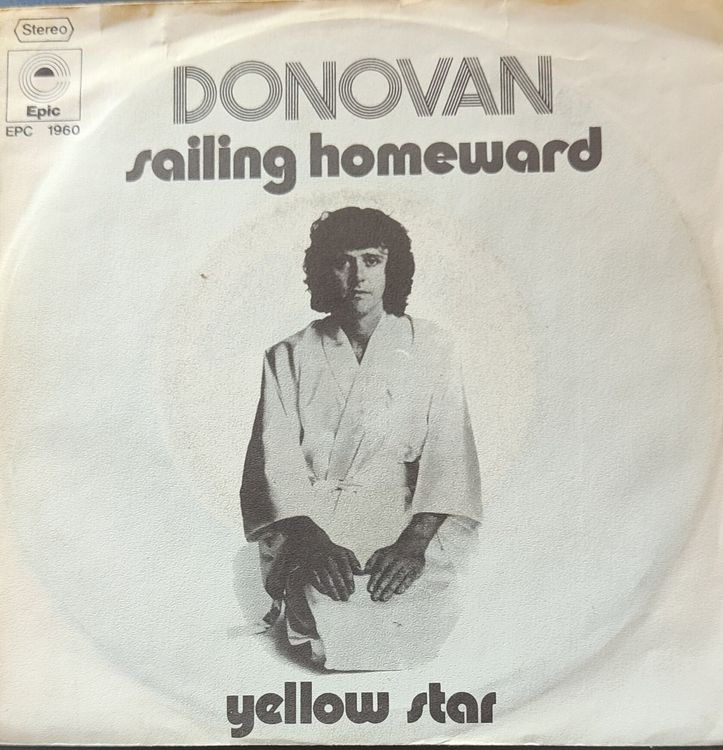 Stereo
Epic
EPC 1960
DONOVAN
sailing homeward
yellow star